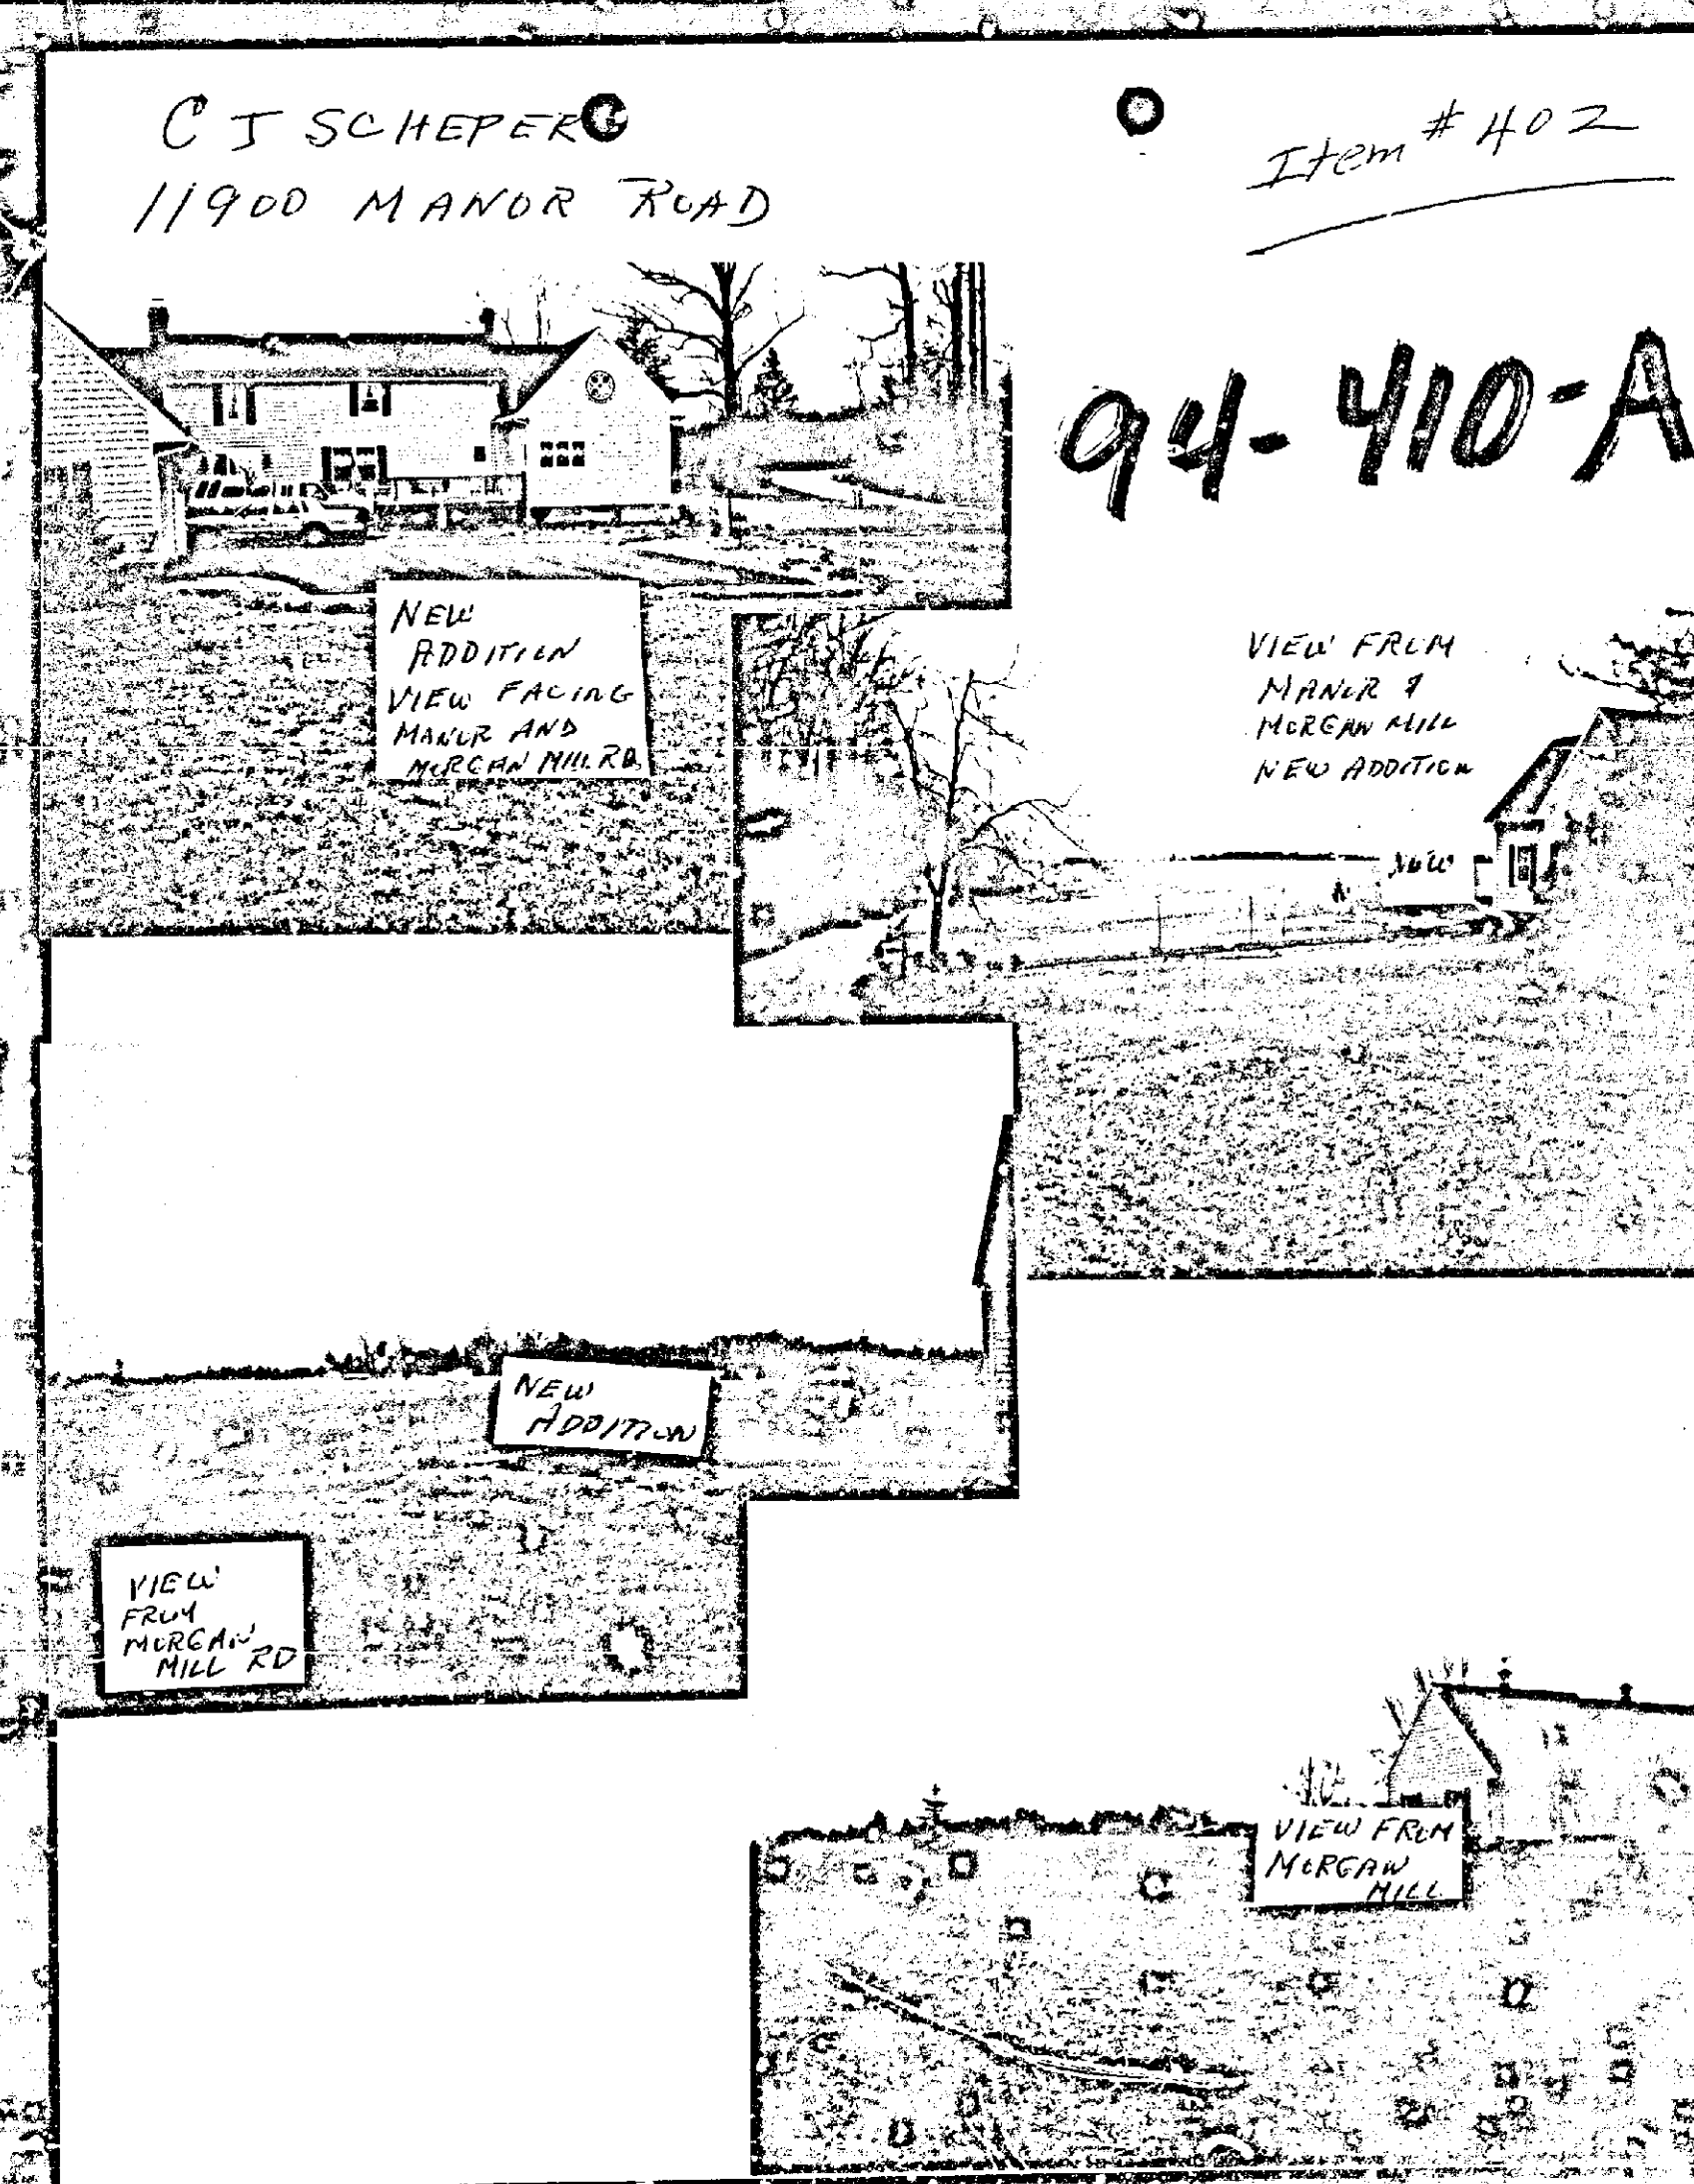 C J SCHEPER
11900 MANOR ROAD
Item # 402
94-410-A
NEW
ADDITION
VIEW FACING
MANOR AND
MORGAN MILL RD
VIEW FROM
MANOR &
MORGAN MILL
NEW ADDITION
NEW
NEW
ADDITION
VIEW
FROM
MORGAN
MILL RD
VIEW FROM
MORGAN
MILL